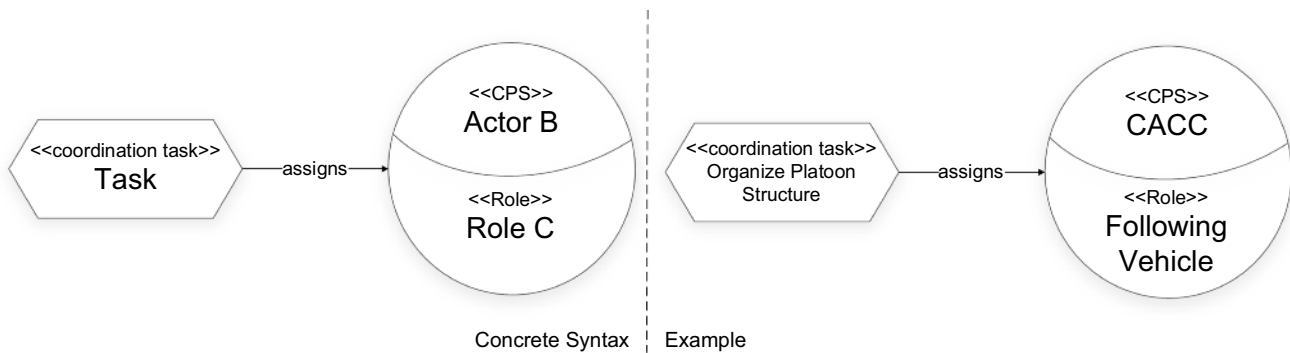 <<coordination task>>
Task
assigns
<<CPS>>
Actor B
<<Role>>
Role C
Concrete Syntax
<<coordination task>>
Organize Platoon
Structure
assigns
<<CPS>>
CACC
<<Role>>
Following
Vehicle
Example